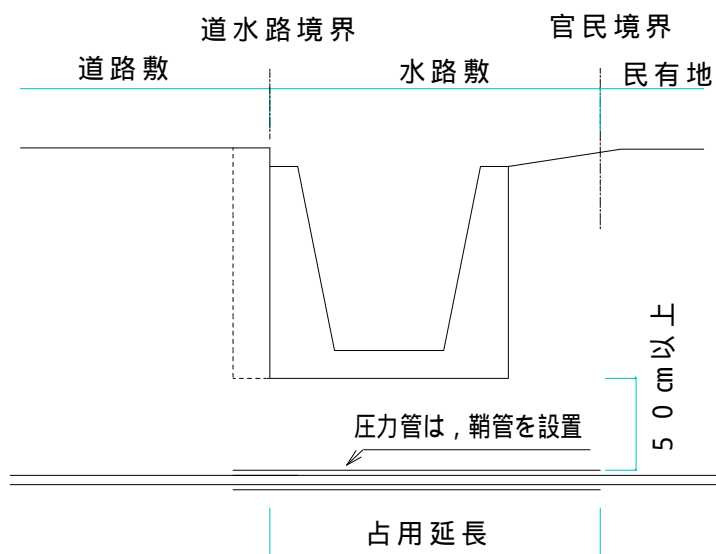 道水路境界
官民境界
道路敷
水路敷
民有地
50㎝以上
圧力管は，鞘管を設置
占用延長